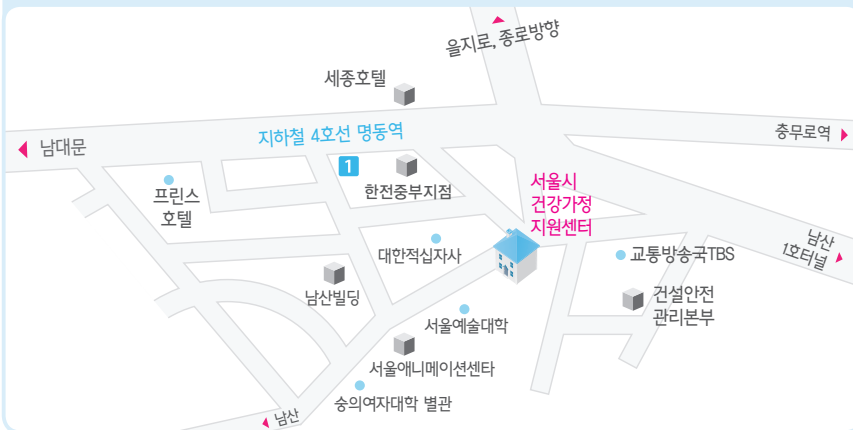 을지로, 종로방향
세종호텔
지하철 4호선 명동역
충무로역
남대문
1
한전중부지점
서울시
건강가정
지원센터
프린스
호텔
대한적십자사
교통방송국TBS
남산
1호터널
남산빌딩
건설안전
관리본부
서울예술대학
서울애니메이션센타
숭의여자대학 별관
남산